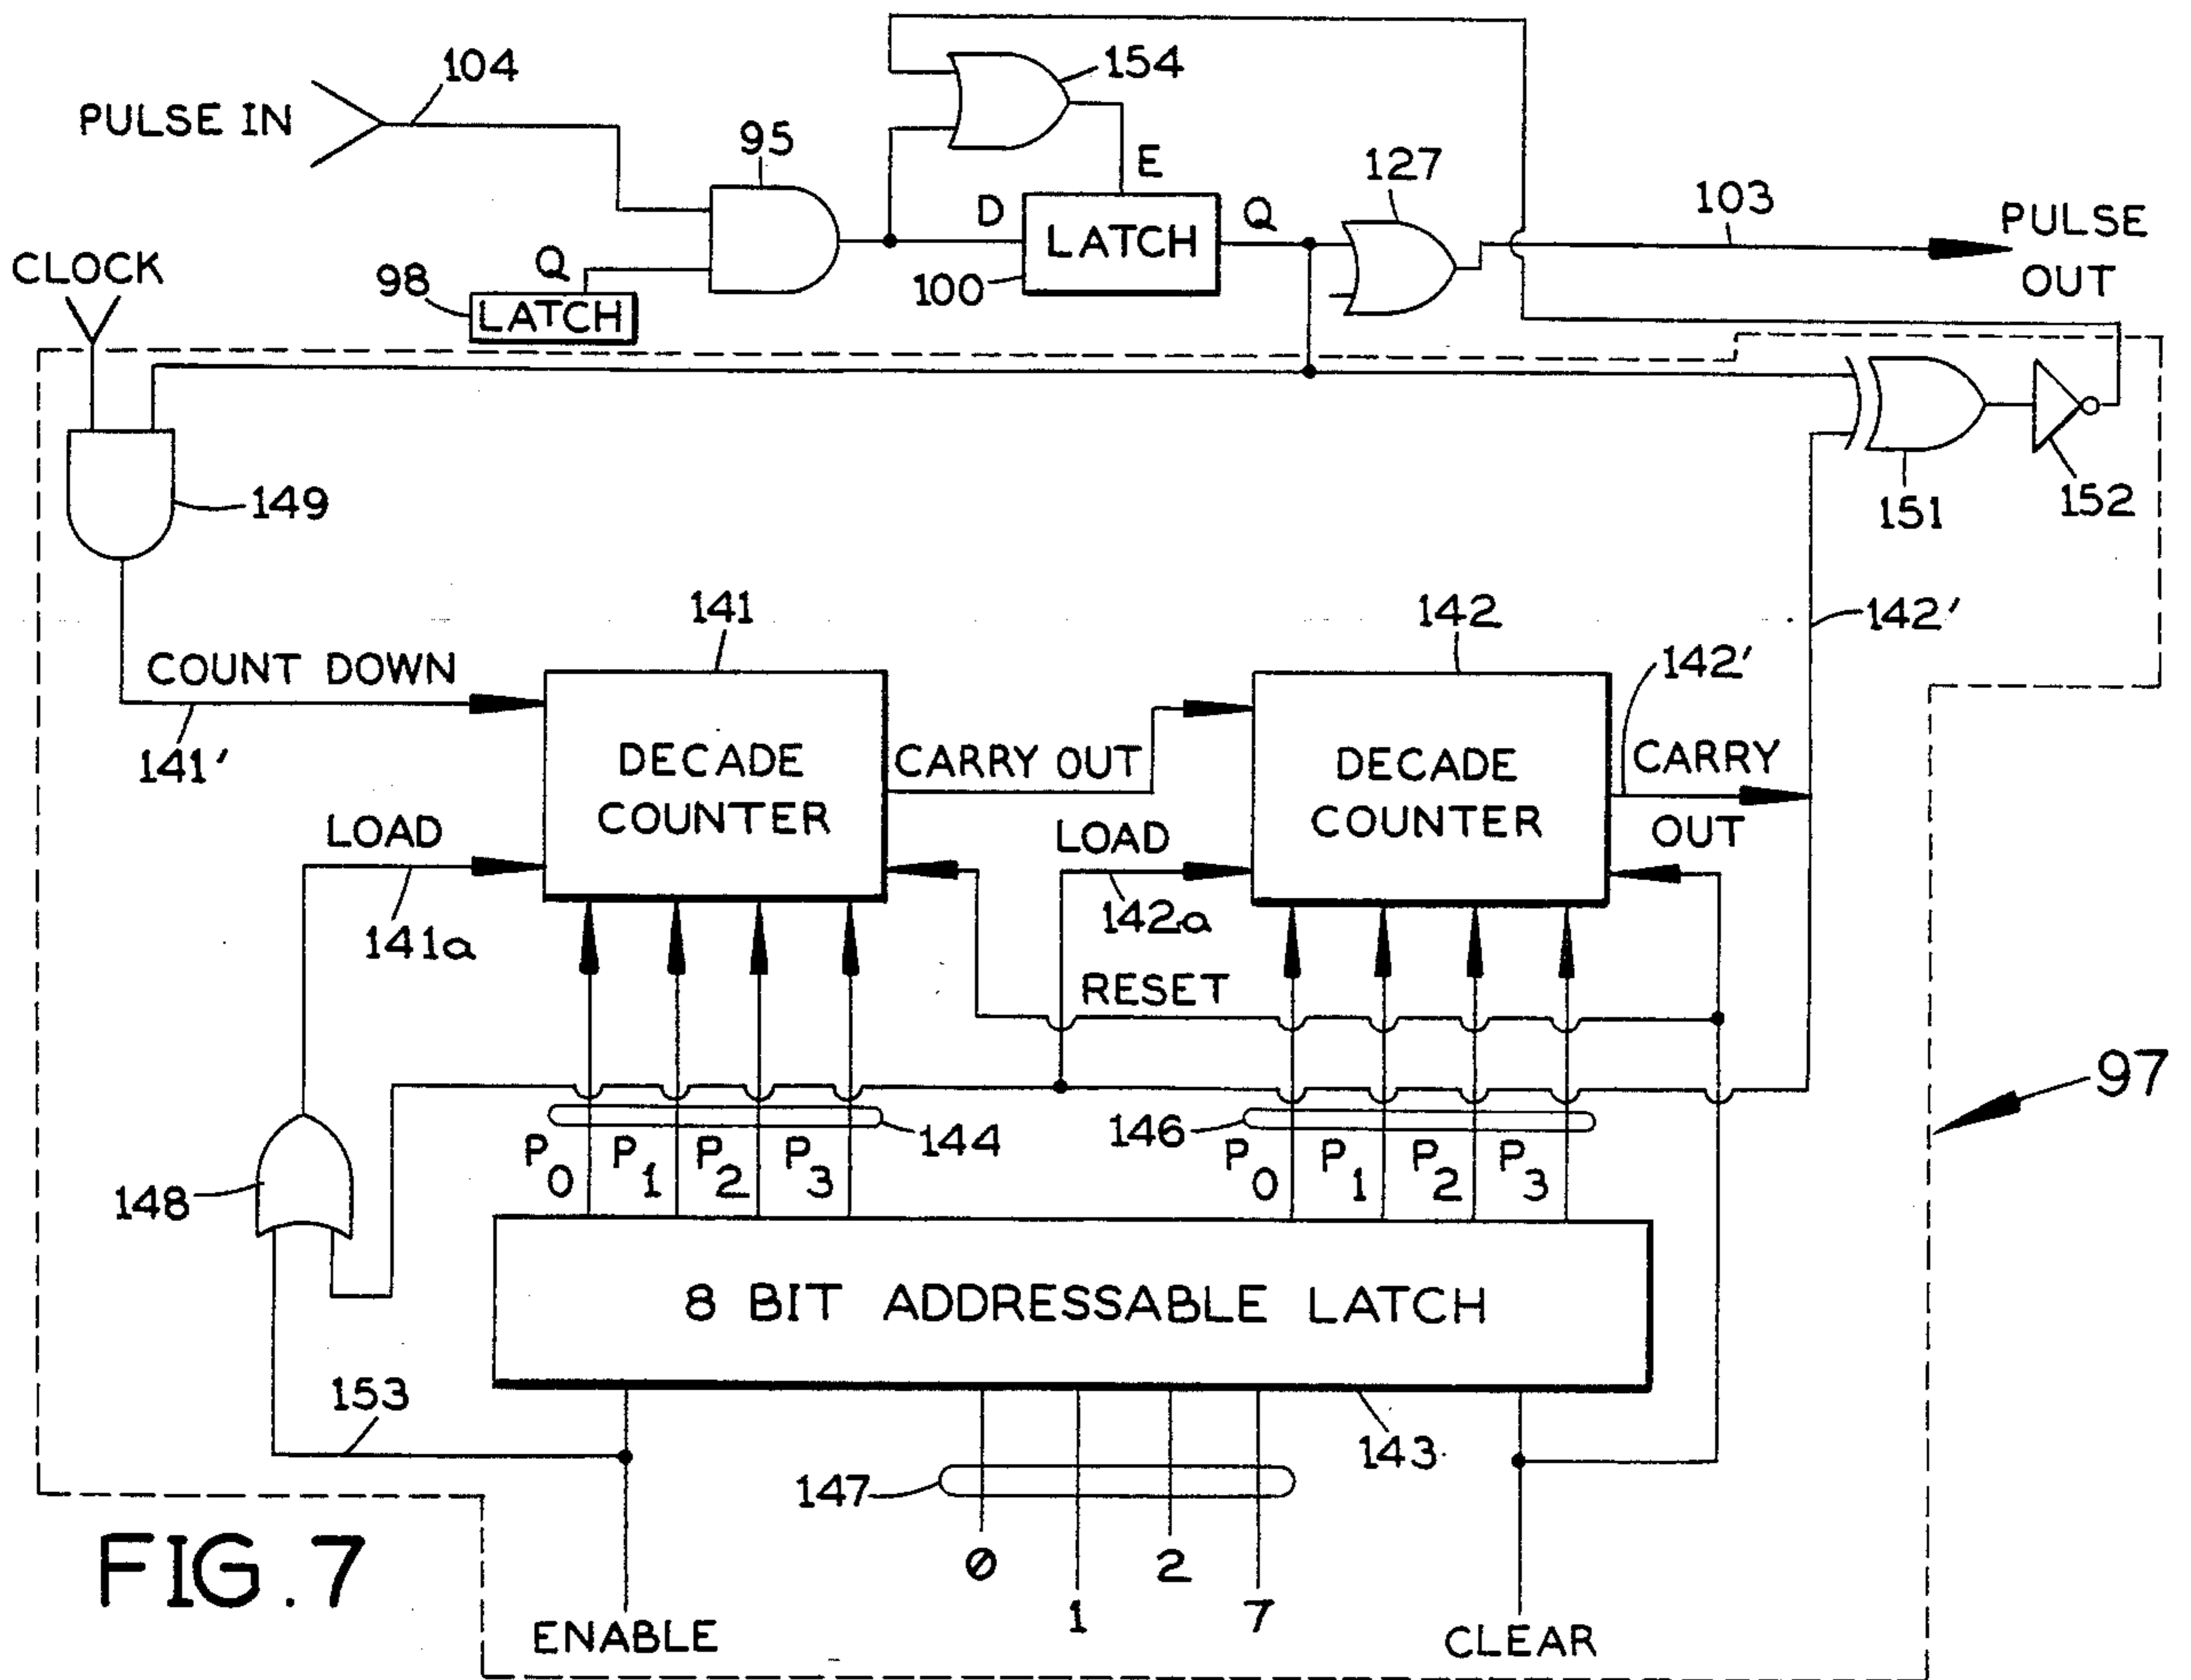 104
154
PULSE IN
95
E
127
103
PULSE
OUT
D
LATCH
Q
100
CLOCK
Q
98
LATCH
149
151
152
141
142
142'
COUNT DOWN
142'
141'
DECADE
COUNTER
CARRY OUT
DECADE
COUNTER
CARRY
OUT
LOAD
141a
LOAD
142a
RESET
97
144
146
P0 P1 P2 P3
P0 P1 P2 P3
148
8 BIT ADDRESSABLE LATCH
153
143
147
0
1
2
7
FIG. 7
ENABLE
CLEAR